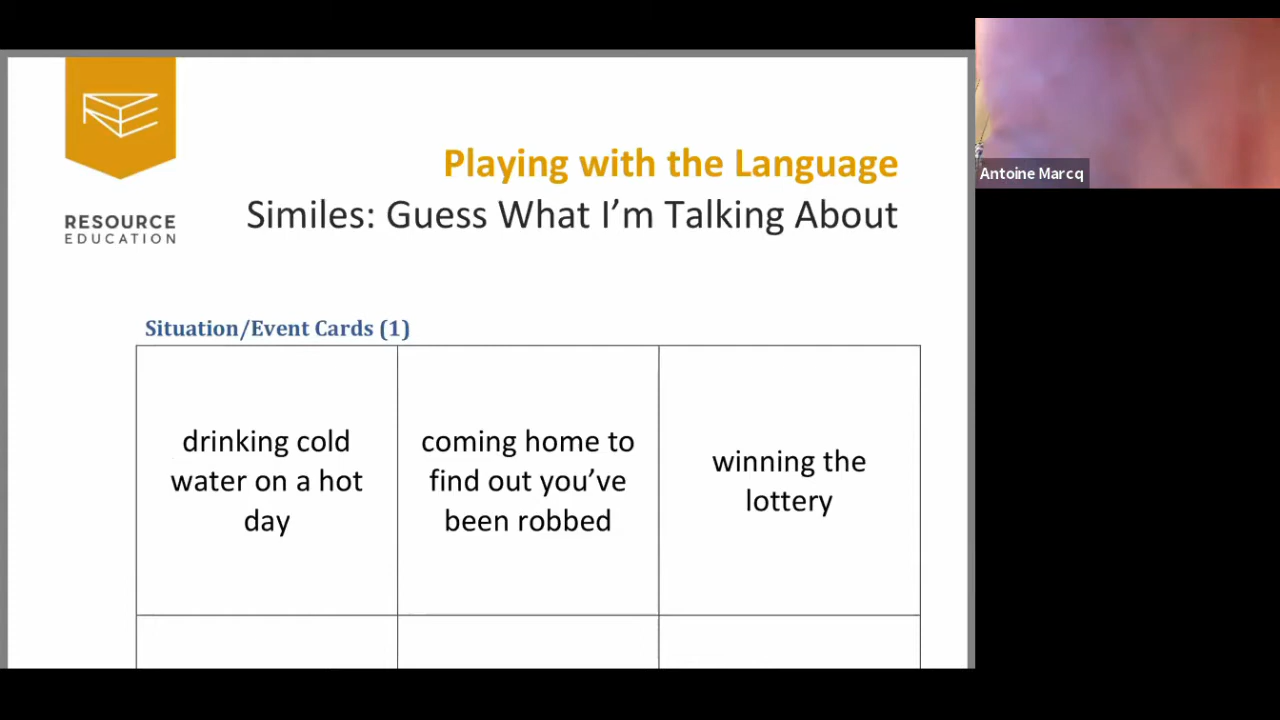 Playing with the Language
Similes: Guess What I'm Talking About
RESOURCE
EDUCATION
Situation/Event Cards (1)
drinking cold
water on a hot
day
coming home to
find out you've
been robbed
winning the
lottery
Antoine Marcq